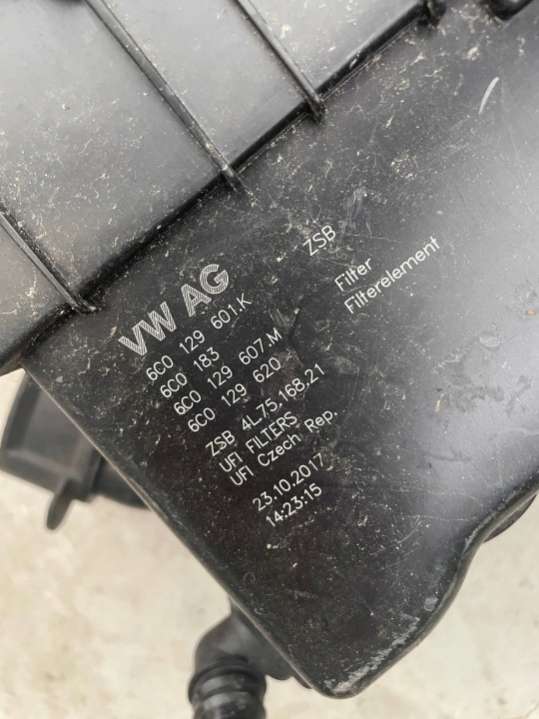 VW AG
6C0 129 601.K ZSB
6C0 183
6C0 129 607.M Filter
6C0 129 620 Filterelement
ZSB 4L.75.168.21
UFI FILTERS
UFI Czech Rep.
23.10.2017
14:23:15